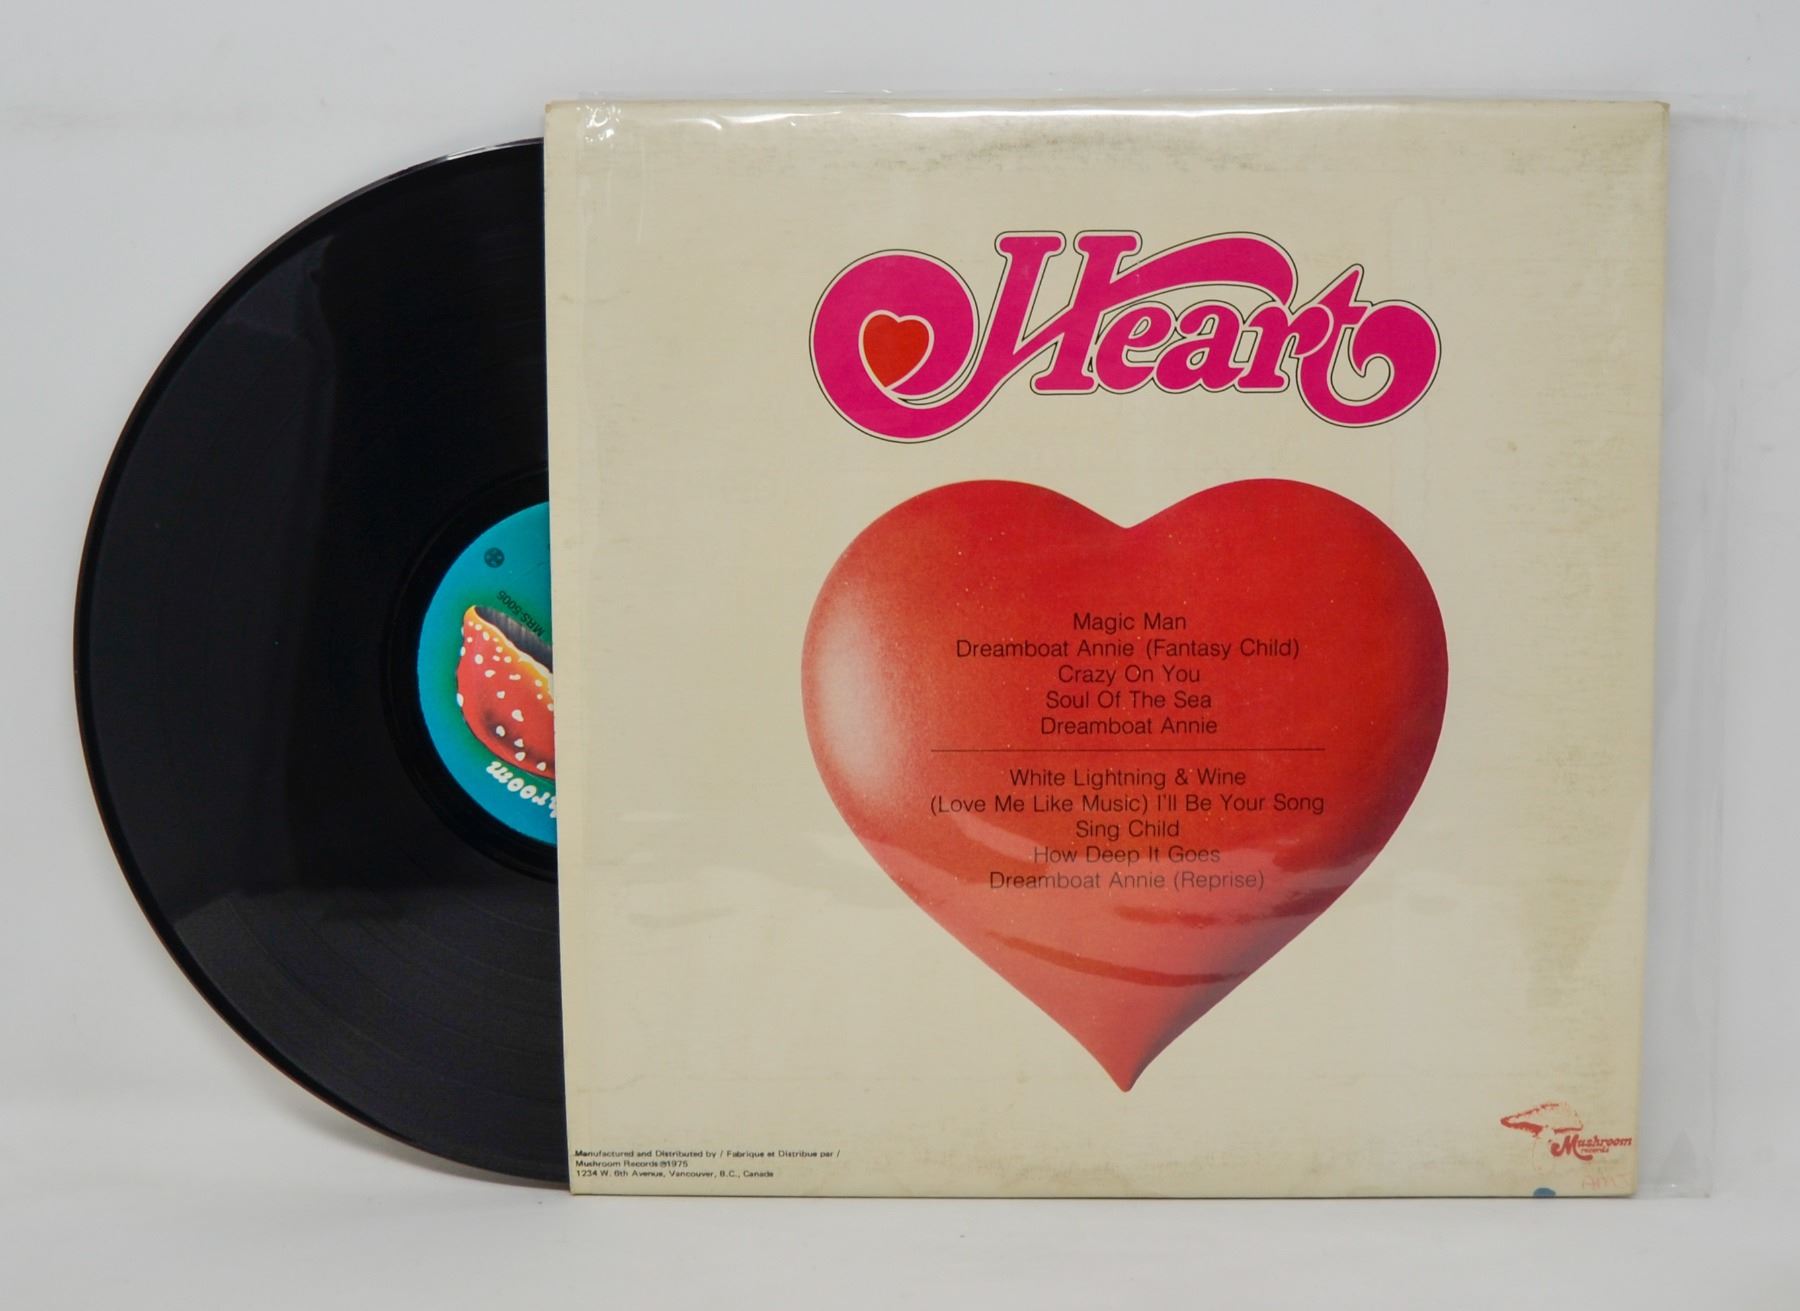 Heart
MRS-5005
Magic Man
Dreamboat Annie (Fantasy Child)
Crazy On You
Soul Of The Sea
Dreamboat Annie
White Lightning & Wine
(Love Me Like Music) I'll Be Your Song
Sing Child
How Deep It Goes
Dreamboat Annie (Reprise)
Manufactured and Distributed by / Fabrique et Distribue par /
Mushroom Records ℗1975
1234 W. 6th Avenue, Vancouver, B.C., Canada
Mushroom
records